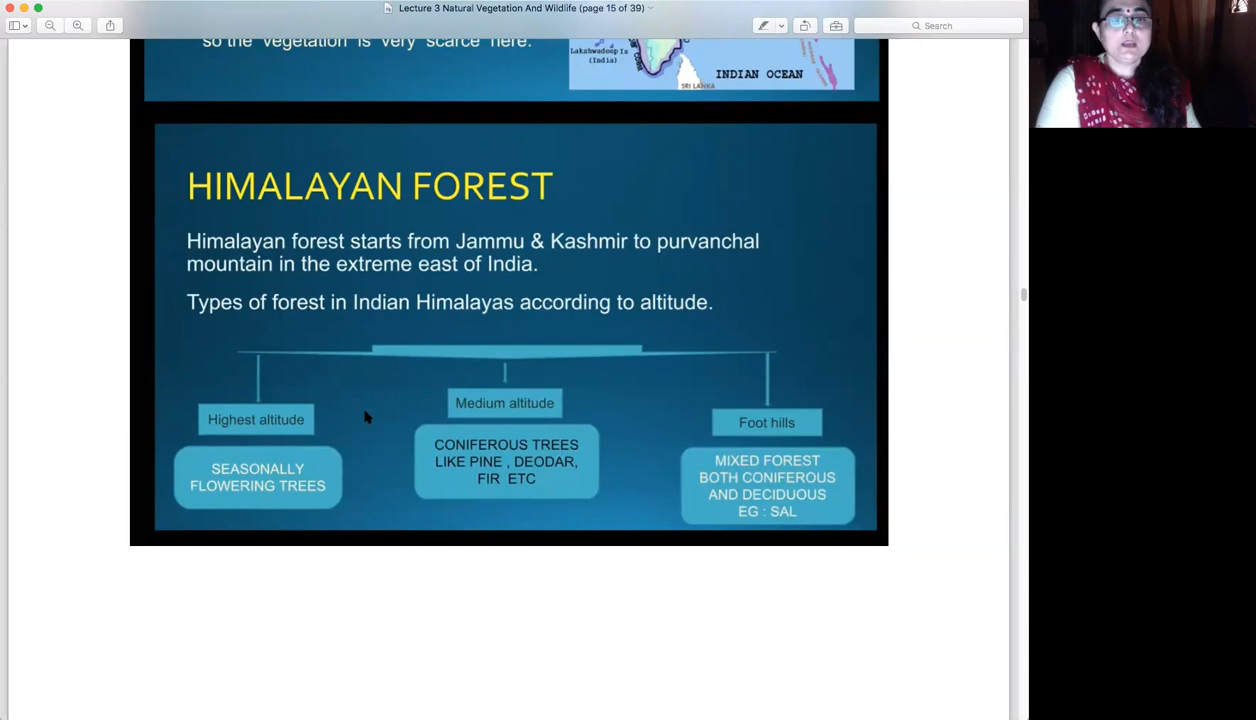 Lecture 3 Natural Vegetation And Wildlife (page 15 of 39)
Search
so the vegetation is very scarce here.
Lakshwadeep Is
(India)
INDIAN OCEAN
SRI LANKA
HIMALAYAN FOREST
Himalayan forest starts from Jammu & Kashmir to purvanchal
mountain in the extreme east of India.
Types of forest in Indian Himalayas according to altitude.
Highest altitude
SEASONALLY
FLOWERING TREES
Medium altitude
CONIFEROUS TREES
LIKE PINE , DEODAR,
FIR ETC
Foot hills
MIXED FOREST
BOTH CONIFEROUS
AND DECIDUOUS
EG : SAL